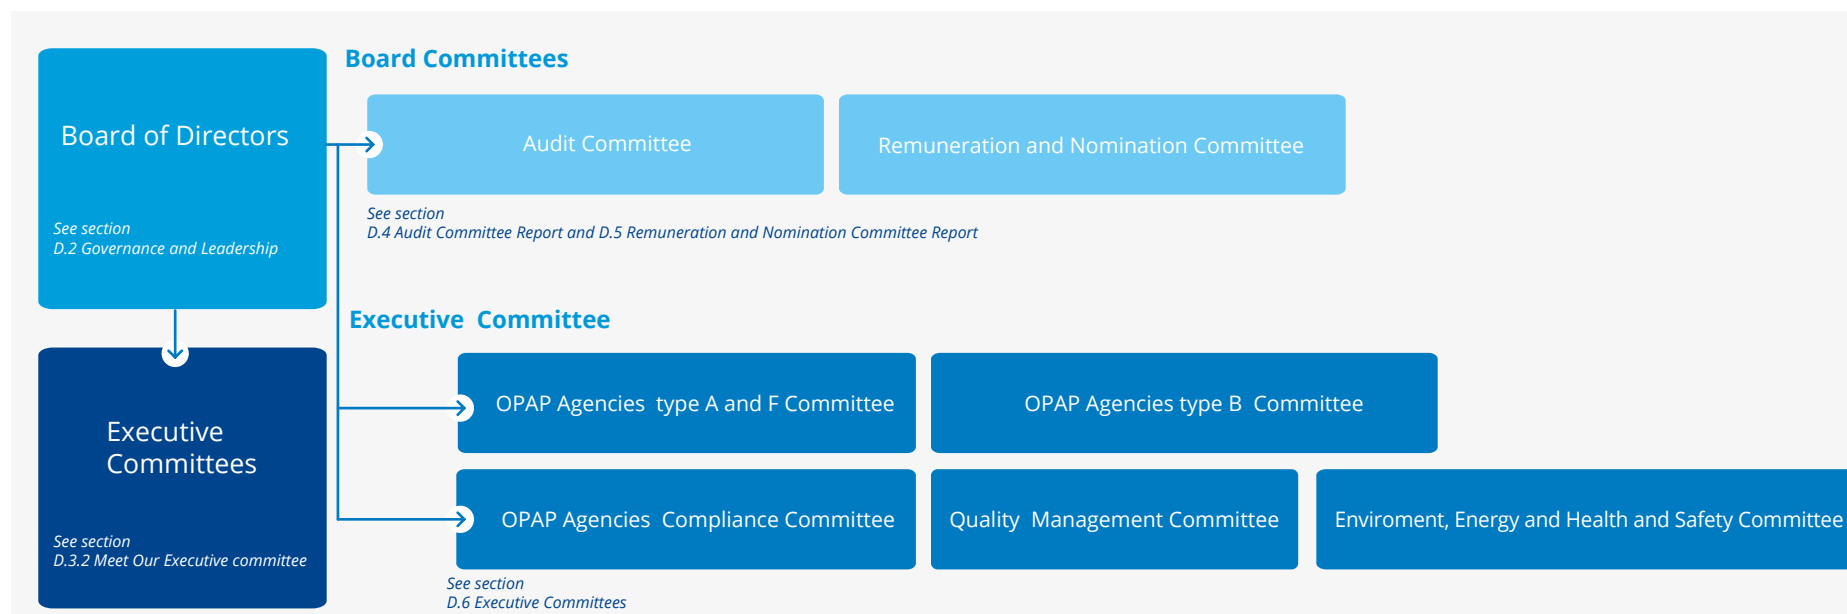 Board Committees
Board of Directors
Audit Committee
Remuneration and Nomination Committee
See section
D.2 Governance and Leadership
See section
D.4 Audit Committee Report and D.5 Remuneration and Nomination Committee Report
Executive Committee
Executive
Committees
See section
D.3.2 Meet Our Executive committee
OPAP Agencies type A and F Committee
OPAP Agencies type B Committee
OPAP Agencies Compliance Committee
Quality Management Committee
Enviroment, Energy and Health and Safety Committee
See section
D.6 Executive Committees